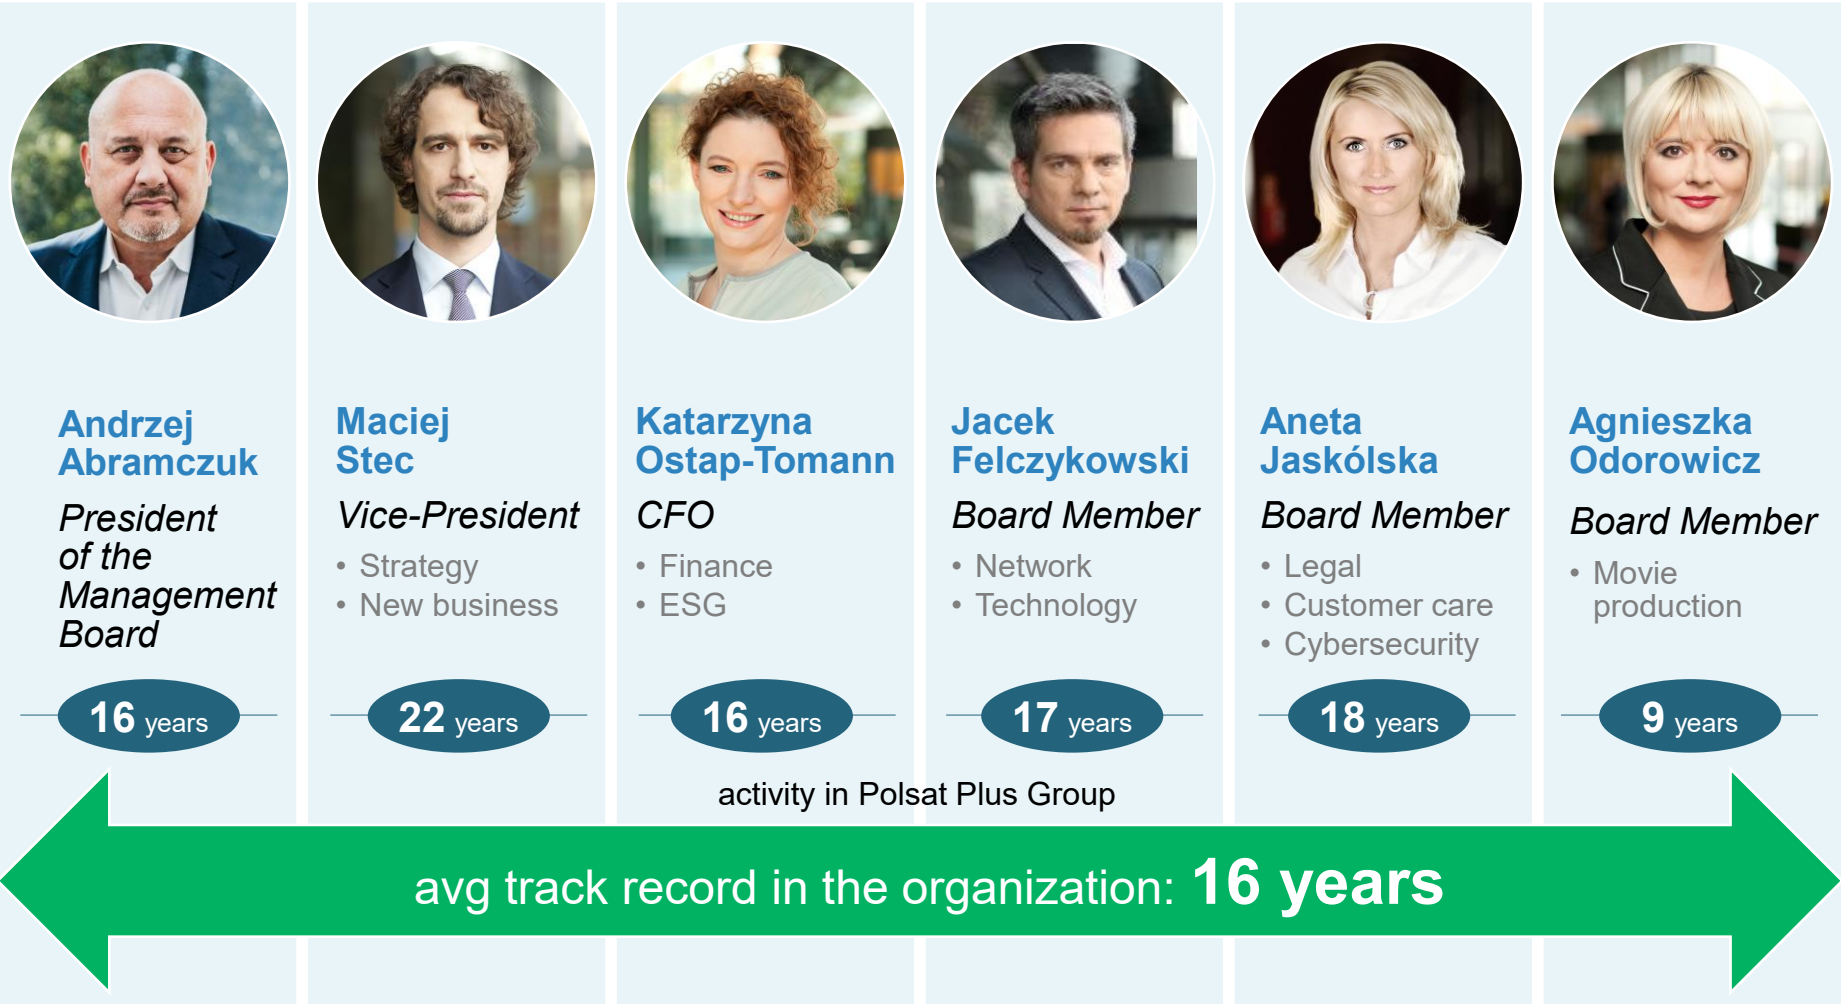 Andrzej
Abramczuk
President
of the
Management
Board
16 years
Maciej
Stec
Vice-President
• Strategy
• New business
22 years
Katarzyna
Ostap-Tomann
CFO
• Finance
• ESG
16 years
Jacek
Felczykowski
Board Member
• Network
• Technology
17 years
Aneta
Jaskólska
Board Member
• Legal
• Customer care
• Cybersecurity
18 years
Agnieszka
Odorowicz
Board Member
• Movie
production
9 years
activity in Polsat Plus Group
avg track record in the organization: 16 years